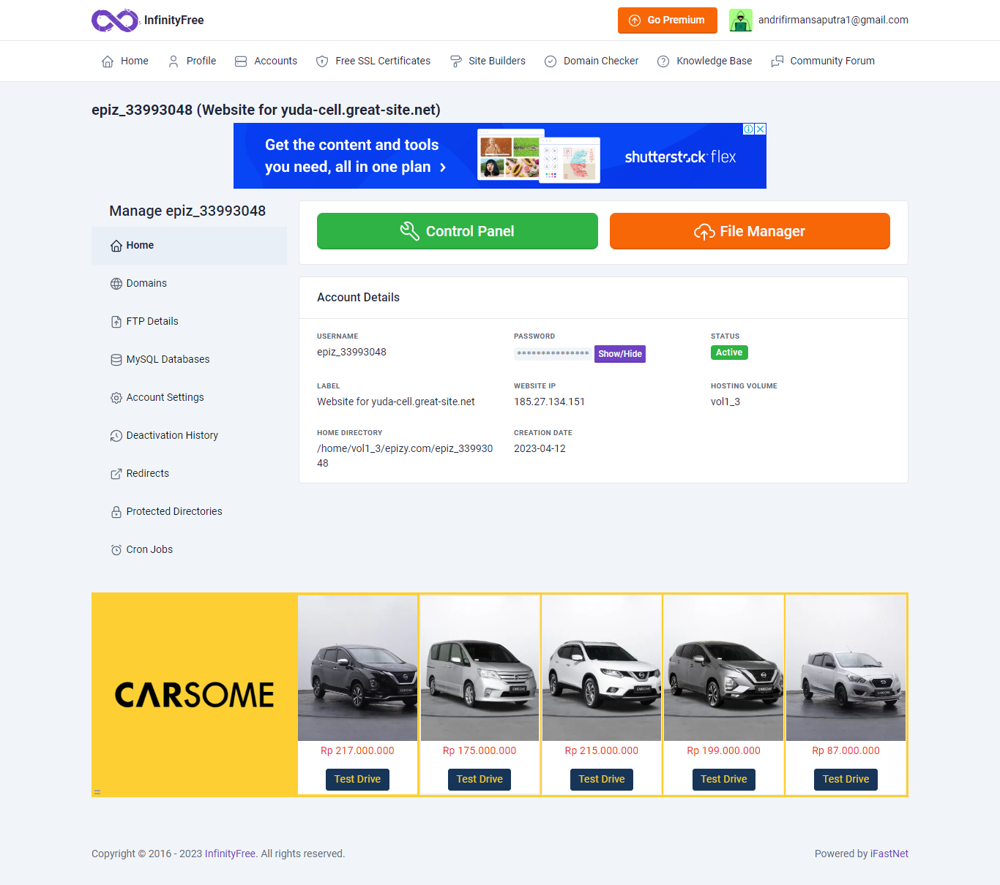 InfinityFree
Go Premium
andrifirmansaputra1@gmail.com
Home
Profile
Accounts
Free SSL Certificates
Site Builders
Domain Checker
Knowledge Base
Community Forum
epiz_33993048 (Website for yuda-cell.great-site.net)
Get the content and tools
you need, all in one plan ›
shutterstock flex
Manage epiz_33993048
Home
Domains
FTP Details
MySQL Databases
Account Settings
Deactivation History
Redirects
Protected Directories
Cron Jobs
Control Panel
File Manager
Account Details
USERNAME
epiz_33993048
PASSWORD
*************** Show/Hide
STATUS
Active
LABEL
Website for yuda-cell.great-site.net
WEBSITE IP
185.27.134.151
HOSTING VOLUME
vol1_3
HOME DIRECTORY
/home/vol1_3/epizy.com/epiz_339930
48
CREATION DATE
2023-04-12
CARSOME
CARSOME
CARSOME
CARSOME
CARSOME
CARSOME
Rp 217.000.000
Rp 175.000.000
Rp 215.000.000
Rp 199.000.000
Rp 87.000.000
Test Drive
Test Drive
Test Drive
Test Drive
Test Drive
Copyright © 2016 - 2023 InfinityFree. All rights reserved.
Powered by iFastNet